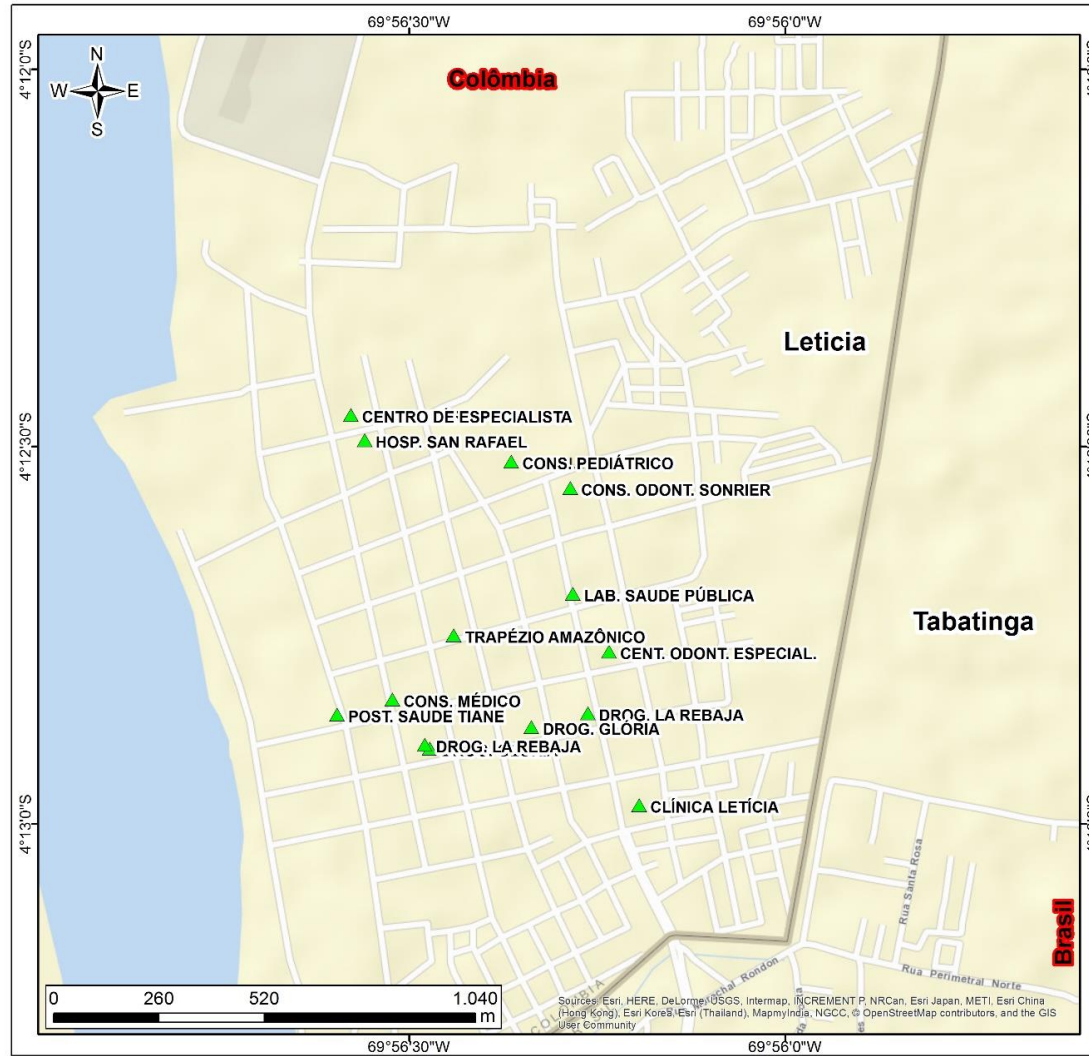 69°56'30"W
69°56'0"W
4°12'0"S
N
W
E
S
Colômbia
Leticia
CENTRO DE ESPECIALISTA
HOSP. SAN RAFAEL
4°12'30"S
CONS. PEDIÁTRICO
CONS. ODONT. SONRIER
LAB. SAUDE PÚBLICA
Tabatinga
TRAPÉZIO AMAZÔNICO
CENT. ODONT. ESPECIAL.
CONS. MÉDICO
POST. SAUDE TIANE
DROG. LA REBAJA
DROG. GLÓRIA
DROG. LA REBAJA
CLÍNICA LETÍCIA
4°13'0"S
Rua Santa Rosa
Brasil
Rua Perimetral Norte
Rondon
COLOMBIA
0
260
520
1.040
m
Sources: Esri, HERE, DeLorme, USGS, Intermap, INCREMENT P, NRCan, Esri Japan, METI, Esri China
(Hong Kong), Esri Korea, Esri (Thailand), MapmyIndia, NGCC, © OpenStreetMap contributors, and the GIS
User Community
69°56'30"W
69°56'0"W